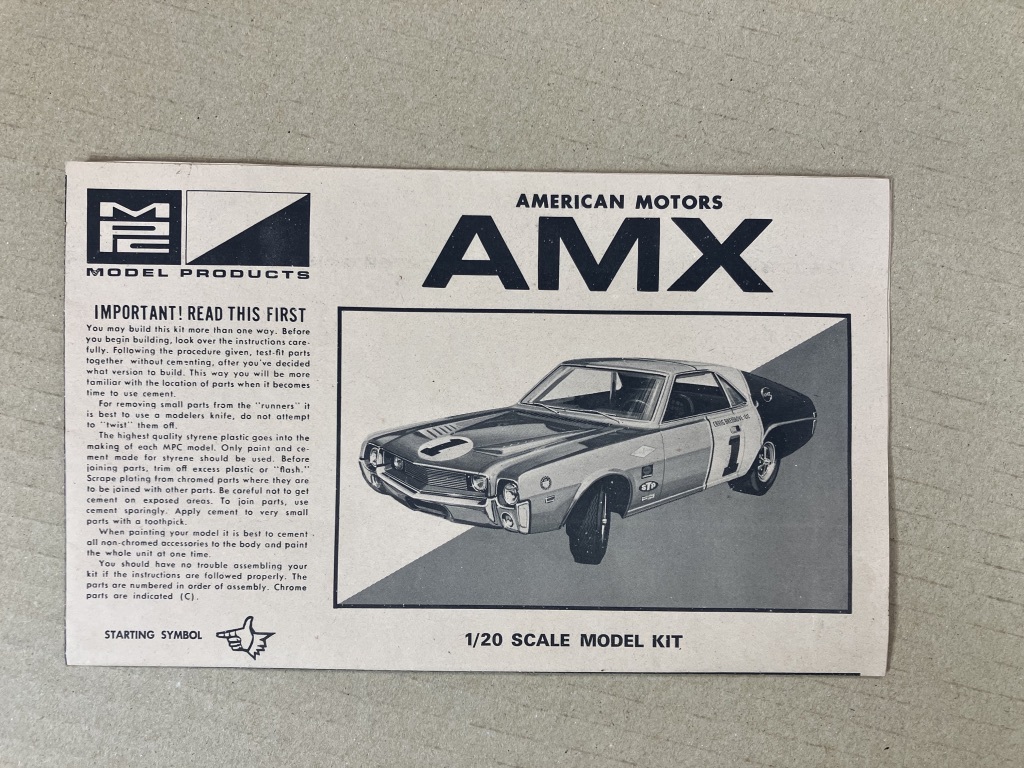 MPC
MODEL PRODUCTS
IMPORTANT! READ THIS FIRST
You may build this kit more than one way. Before
you begin building, look over the instructions care-
fully. Following the procedure given, test-fit parts
together without cementing, after you've decided
what version to build. This way you will be more
familiar with the location of parts when it becomes
time to use cement.
For removing small parts from the "runners" it
is best to use a modelers knife, do not attempt
to "twist" them off.
The highest quality styrene plastic goes into the
making of each MPC model. Only paint and ce-
ment made for styrene should be used. Before
joining parts, trim off excess plastic or "flash."
Scrape plating from chromed parts where they are
to be joined with other parts. Be careful not to get
cement on exposed areas. To join parts, use
cement sparingly. Apply cement to very small
parts with a toothpick.
When painting your model it is best to cement
all non-chromed accessories to the body and paint
the whole unit at one time.
You should have no trouble assembling your
kit if the instructions are followed properly. The
parts are numbered in order of assembly. Chrome
parts are indicated (C).
STARTING SYMBOL
AMERICAN MOTORS
AMX
1
1
STP
1/20 SCALE MODEL KIT